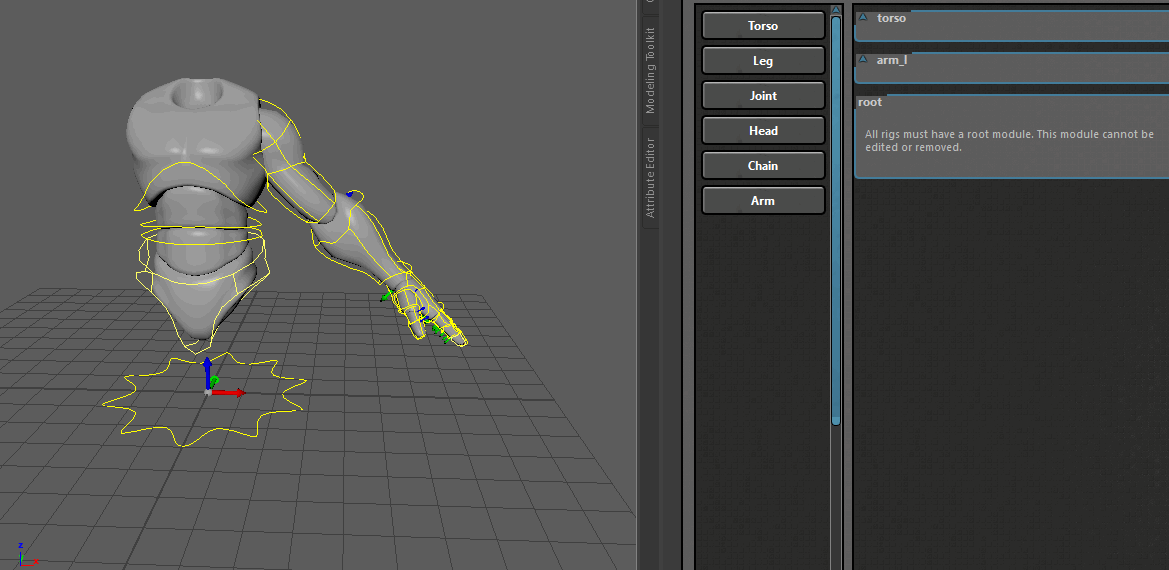 Modeling Toolkit
Attribute Editor
Torso
Leg
Joint
Head
Chain
Arm
torso
arm_l
root
All rigs must have a root module. This module cannot be
edited or removed.
z